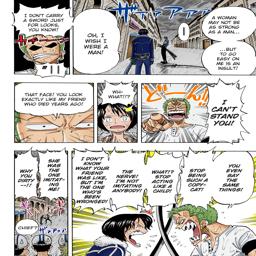 A WOMAN
MAY NOT BE
AS STRONG
AS A MAN...
...BUT
TO GO
EASY ON
ME IS AN
INSULT!
OH, I
WISH I
WERE A
MAN!
I DON'T CARRY
A SWORD JUST
FOR LOOKS,
YOU KNOW!
CAN'T
STAND
YOU!
WH-
WHAT!?
THAT FACE! YOU LOOK
EXACTLY LIKE MY FRIEND
WHO DIED YEARS AGO!
YOU
EVEN SAY
THE SAME
THINGS!
STOP
BEING
SUCH A
COPY-
CAT!
WHAT?
STOP
ACTING
LIKE A
CHILD!
THE
NERVE!
I'M NOT
IMITATING
ANYBODY!
I DON'T
KNOW
WHAT YOUR
FRIEND
WAS LIKE,
BUT I'M
THE ONE
WHO'S
BEEN
WRONGED!
SHE
WAS THE
ONE
IMITAT-
ING
ME!
WHY
YOU
DIRTY
--!!
CHIEF?